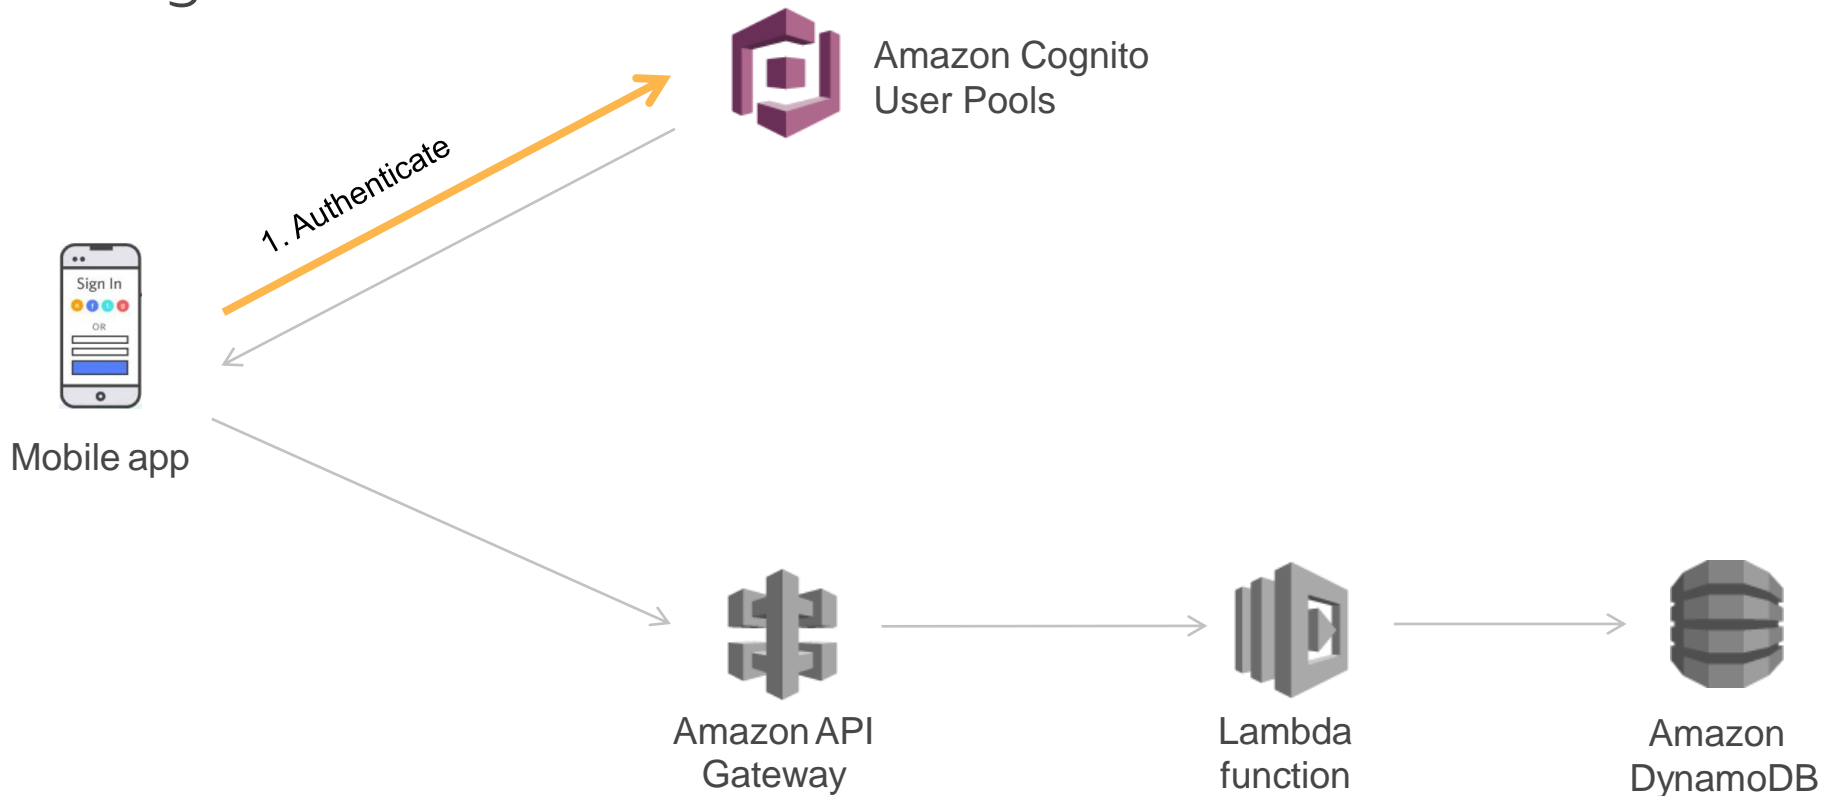 Amazon Cognito
User Pools
1. Authenticate
Sign In
OR
Mobile app
Amazon API
Gateway
Lambda
function
Amazon
DynamoDB